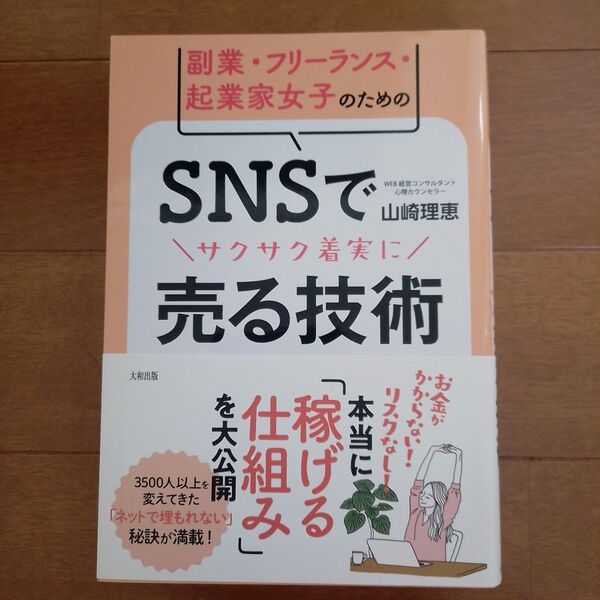 副業・フリーランス・
起業家女子のための
SNSで
WEB経営コンサルタント
心理カウンセラー
山崎理恵
サクサク着実に
売る技術
大和出版
お金が
かからない!
リスクなし!
本当に
「稼げる
仕組み」
を大公開
3500人以上を
変えてきた
「ネットで埋もれない」
秘訣が満載!